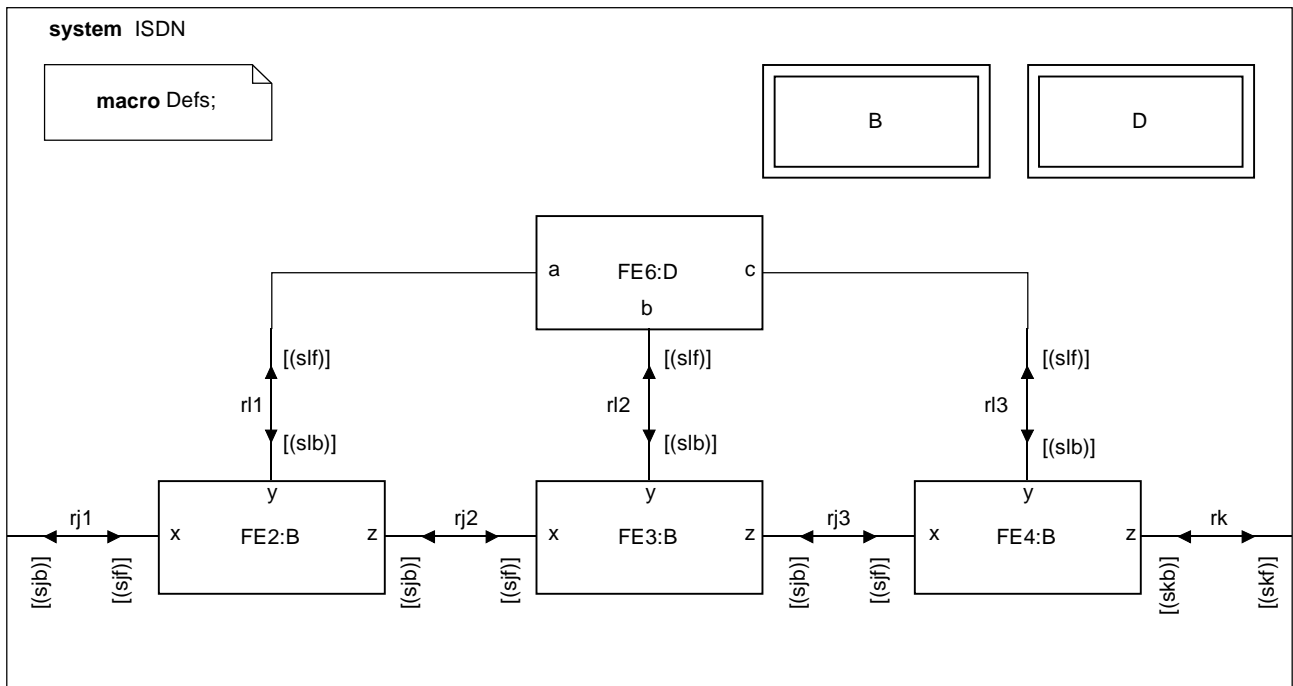 system ISDN
macro Defs;
B
D
a
FE6:D
c
b
[(slf)]
[(slf)]
[(slf)]
rl1
rl2
rl3
[(slb)]
[(slb)]
[(slb)]
rj1
x
y
FE2:B
z
rj2
x
y
FE3:B
z
rj3
x
y
FE4:B
z
rk
[(sjb)]
[(sjf)]
[(sjb)]
[(sjf)]
[(sjb)]
[(sjf)]
[(skb)]
[(skf)]